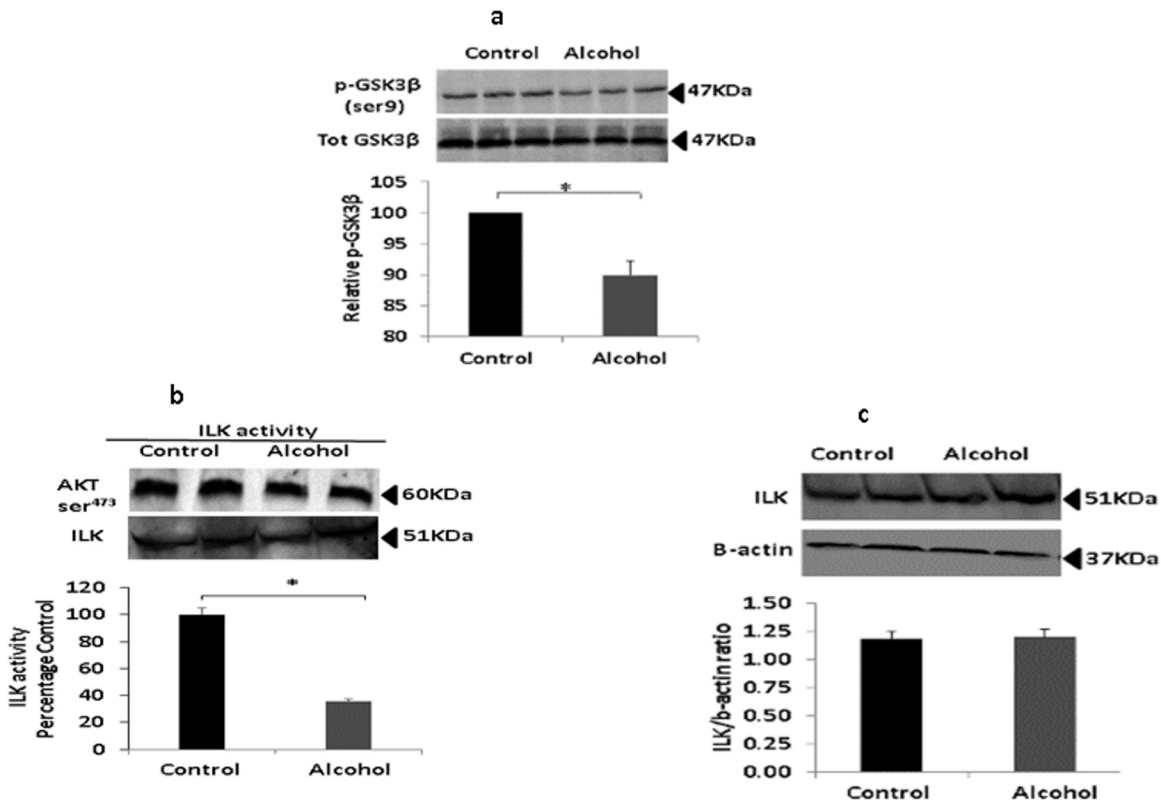 a
Control Alcohol
p-GSK3β
(ser9)
47KDa
Tot GSK3β
47KDa
Relative p-GSK3β
105
100
95
90
85
80
*
Control Alcohol
b
ILK activity
Control Alcohol
AKT
ser473
60KDa
ILK
51KDa
ILK activity
Percentage Control
120
100
80
60
40
20
0
*
Control Alcohol
c
Control Alcohol
ILK
51KDa
B-actin
37KDa
ILK/b-actin ratio
1.50
1.25
1.00
0.75
0.50
0.25
0.00
Control Alcohol